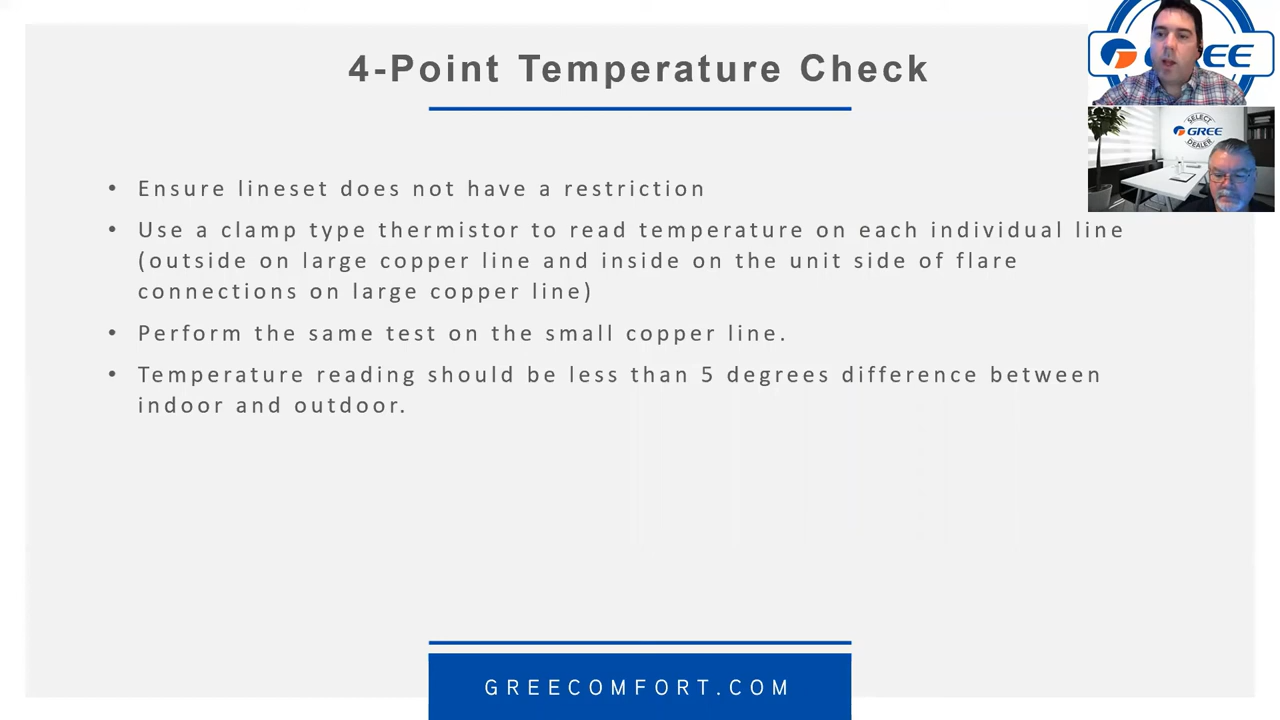 4-Point Temperature Check
• Ensure lineset does not have a restriction
• Use a clamp type thermistor to read temperature on each individual line
(outside on large copper line and inside on the unit side of flare
connections on large copper line)
• Perform the same test on the small copper line.
• Temperature reading should be less than 5 degrees difference between
indoor and outdoor.
GREECOMFORT.COM
GREE
SELECT
GREE
DEALER